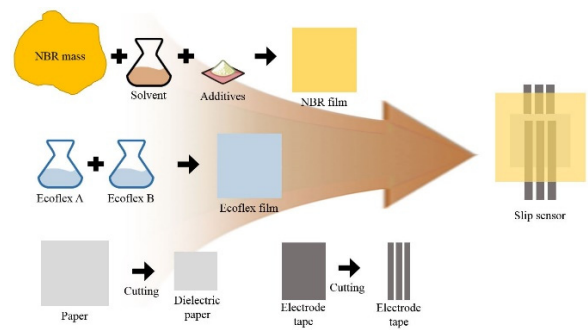 NBR mass
Solvent
Additives
NBR film
Ecoflex A
Ecoflex B
Ecoflex film
Slip sensor
Paper
Cutting
Dielectric
paper
Electrode
tape
Cutting
Electrode
tape